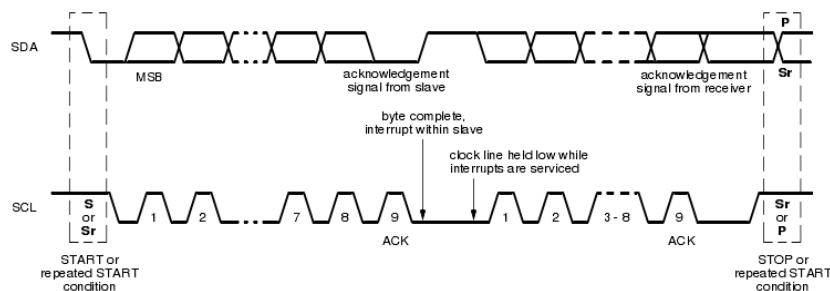 P
SDA
MSB
acknowledgement
signal from slave
acknowledgement
signal from receiver
Sr
byte complete,
interrupt within slave
clock line held low while
interrupts are serviced
SCL
S
or
Sr
1
2
7
8
9
1
2
3 - 8
9
Sr
or
P
ACK
ACK
START or
repeated START
condition
STOP or
repeated START
condition